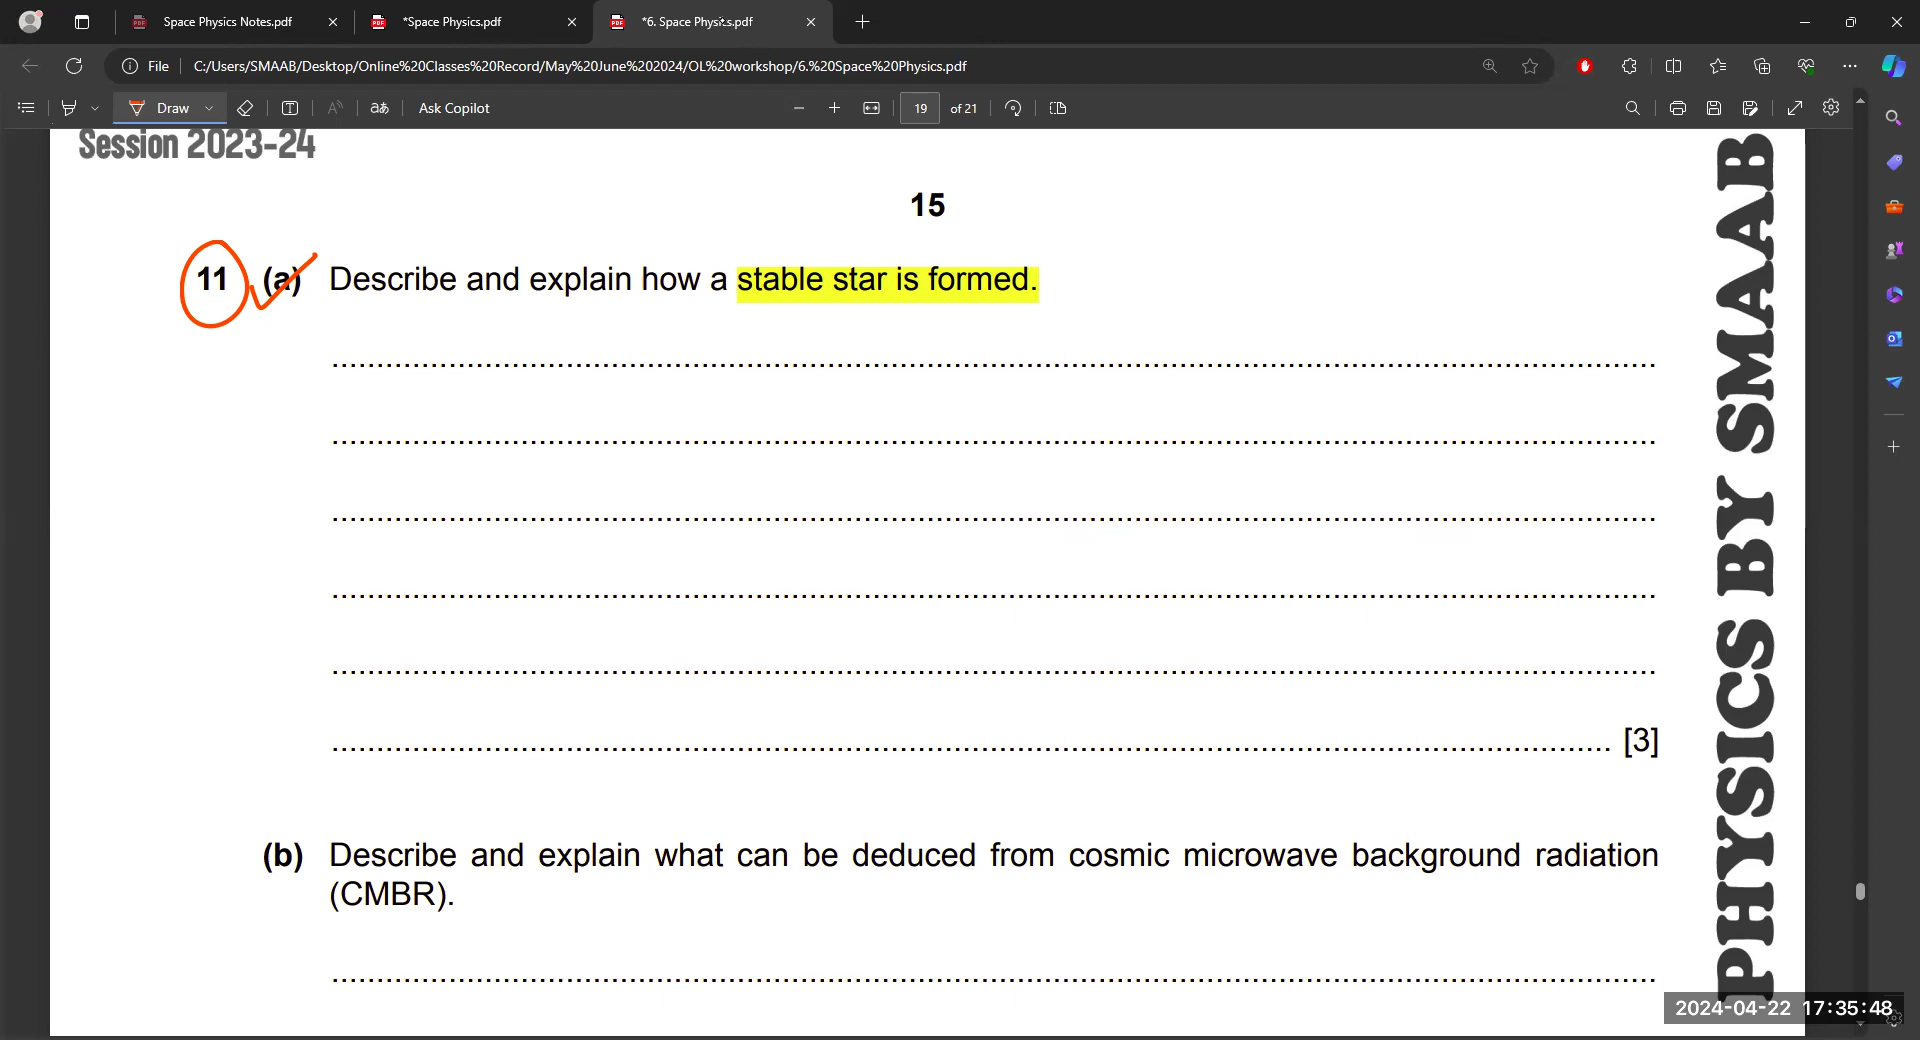 Space Physics Notes.pdf
*Space Physics.pdf
*6. Space Physics.pdf
File
C:/Users/SMAAB/Desktop/Online%20Classes%20Record/May%20June%202024/OL%20workshop/6.%20Space%20Physics.pdf
Draw
Ask Copilot
19 of 21
Session 2023-24
15
11 (a) Describe and explain how a stable star is formed.
[3]
(b) Describe and explain what can be deduced from cosmic microwave background radiation
(CMBR).
PHYSICS BY SMAAB
2024-04-22 17:35:48